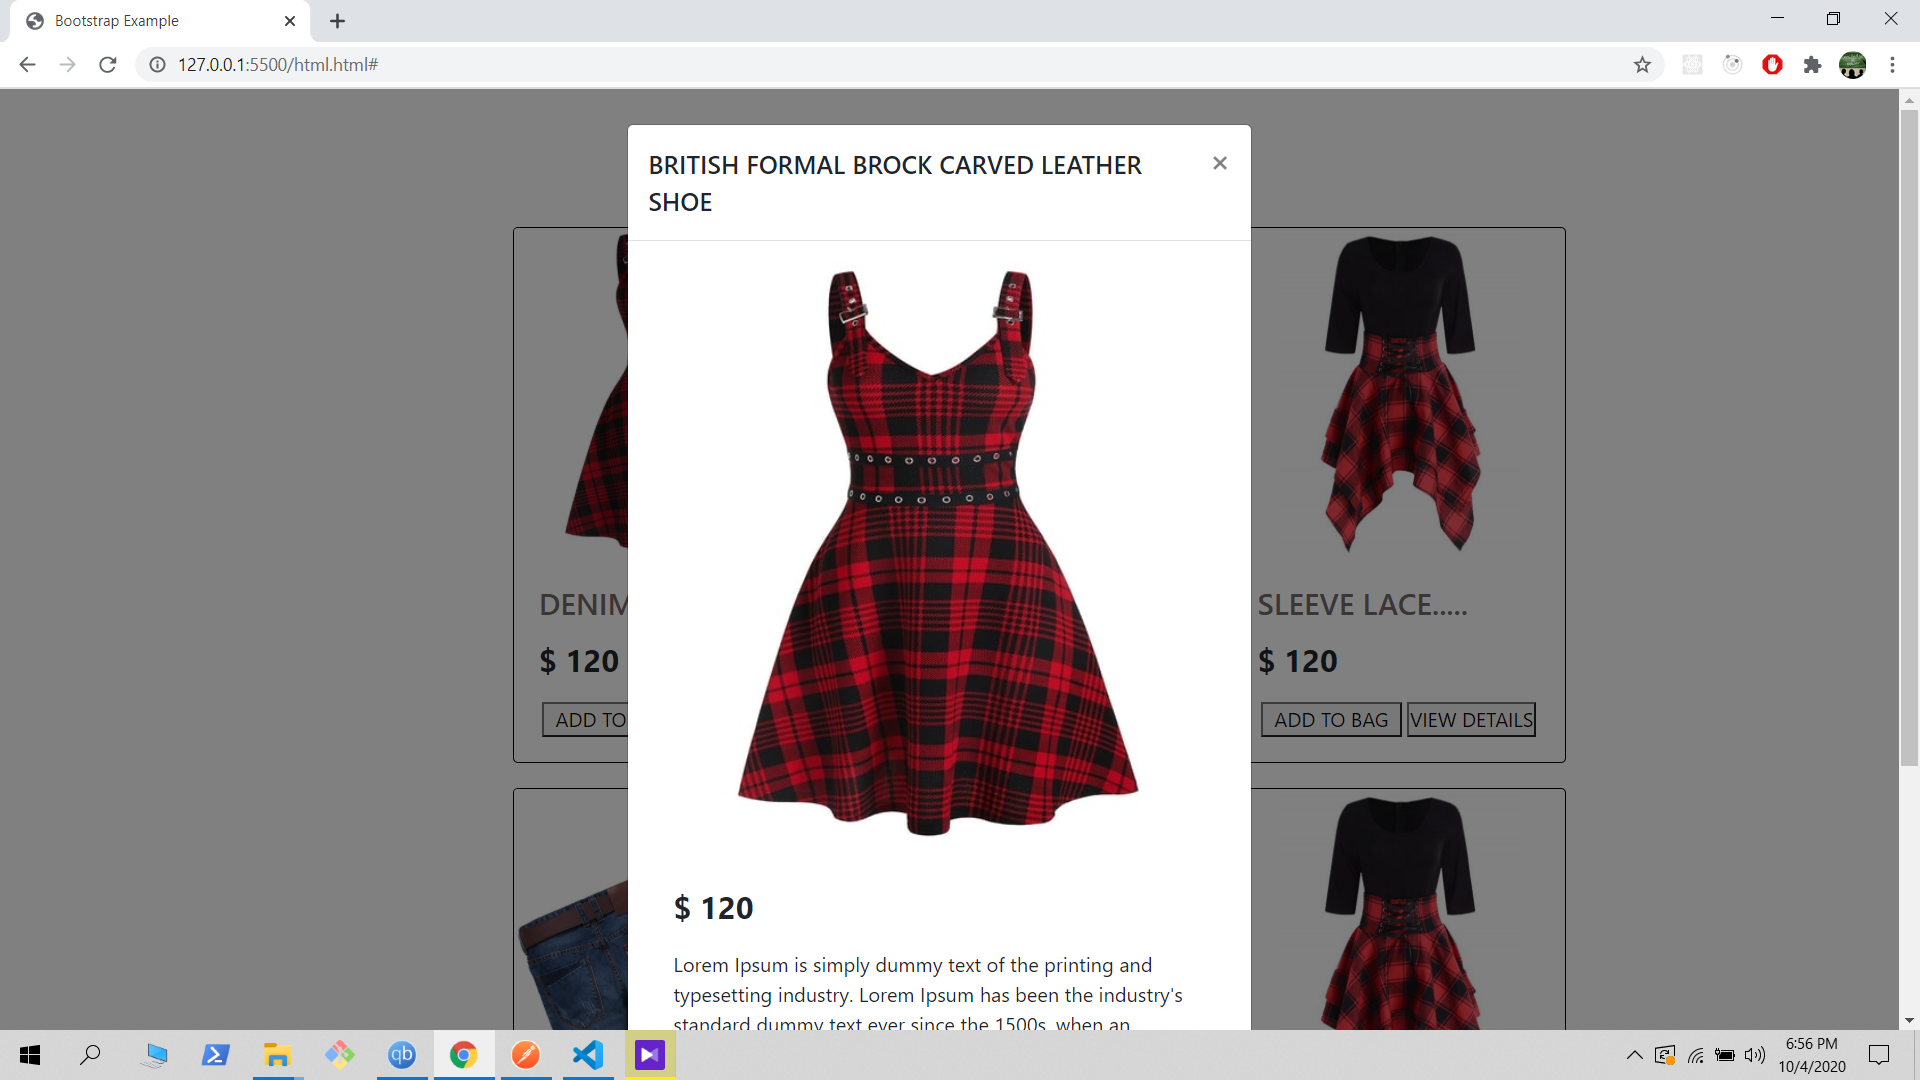 Bootstrap Example
127.0.0.1:5500/html.html#
BRITISH FORMAL BROCK CARVED LEATHER
SHOE
DENIM
$ 120
ADD TO
SLEEVE LACE.....
$ 120
ADD TO BAG
VIEW DETAILS
$ 120
Lorem Ipsum is simply dummy text of the printing and
typesetting industry. Lorem Ipsum has been the industry's
standard dummy text ever since the 1500s, when an
qb
6:56 PM
10/4/2020